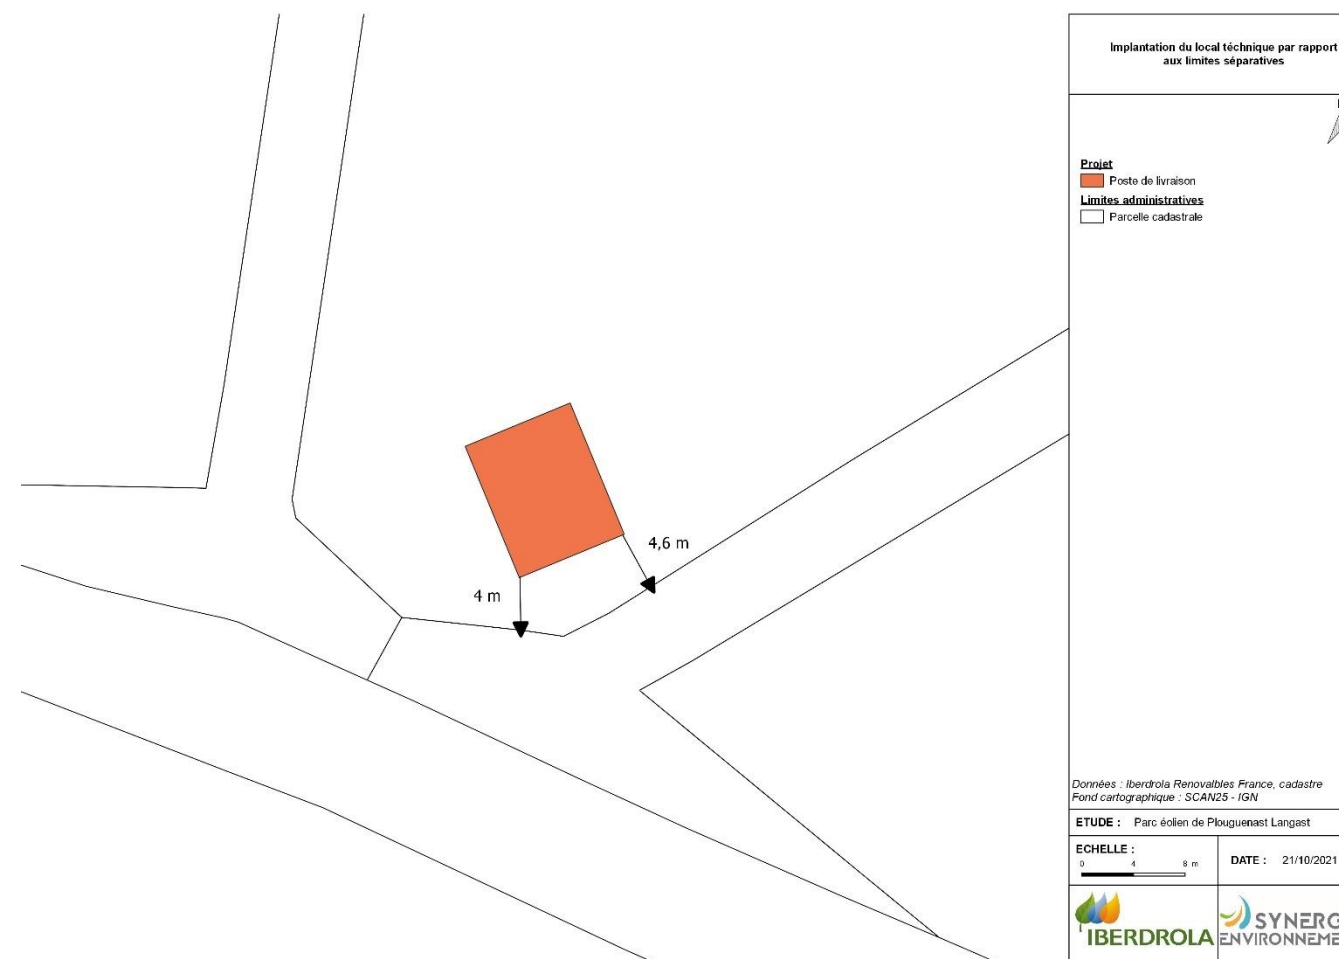 Implantation du local téchnique par rapport
aux limites séparatives
Projet
Poste de livraison
Limites administratives
Parcelle cadastrale
4,6 m
4 m
Données : Iberdrola Renovalbles France, cadastre
Fond cartographique : SCAN25 - IGN
ETUDE : Parc éolien de Plouguenast Langast
ECHELLE :
0 4 8 m
DATE : 21/10/2021
IBERDROLA